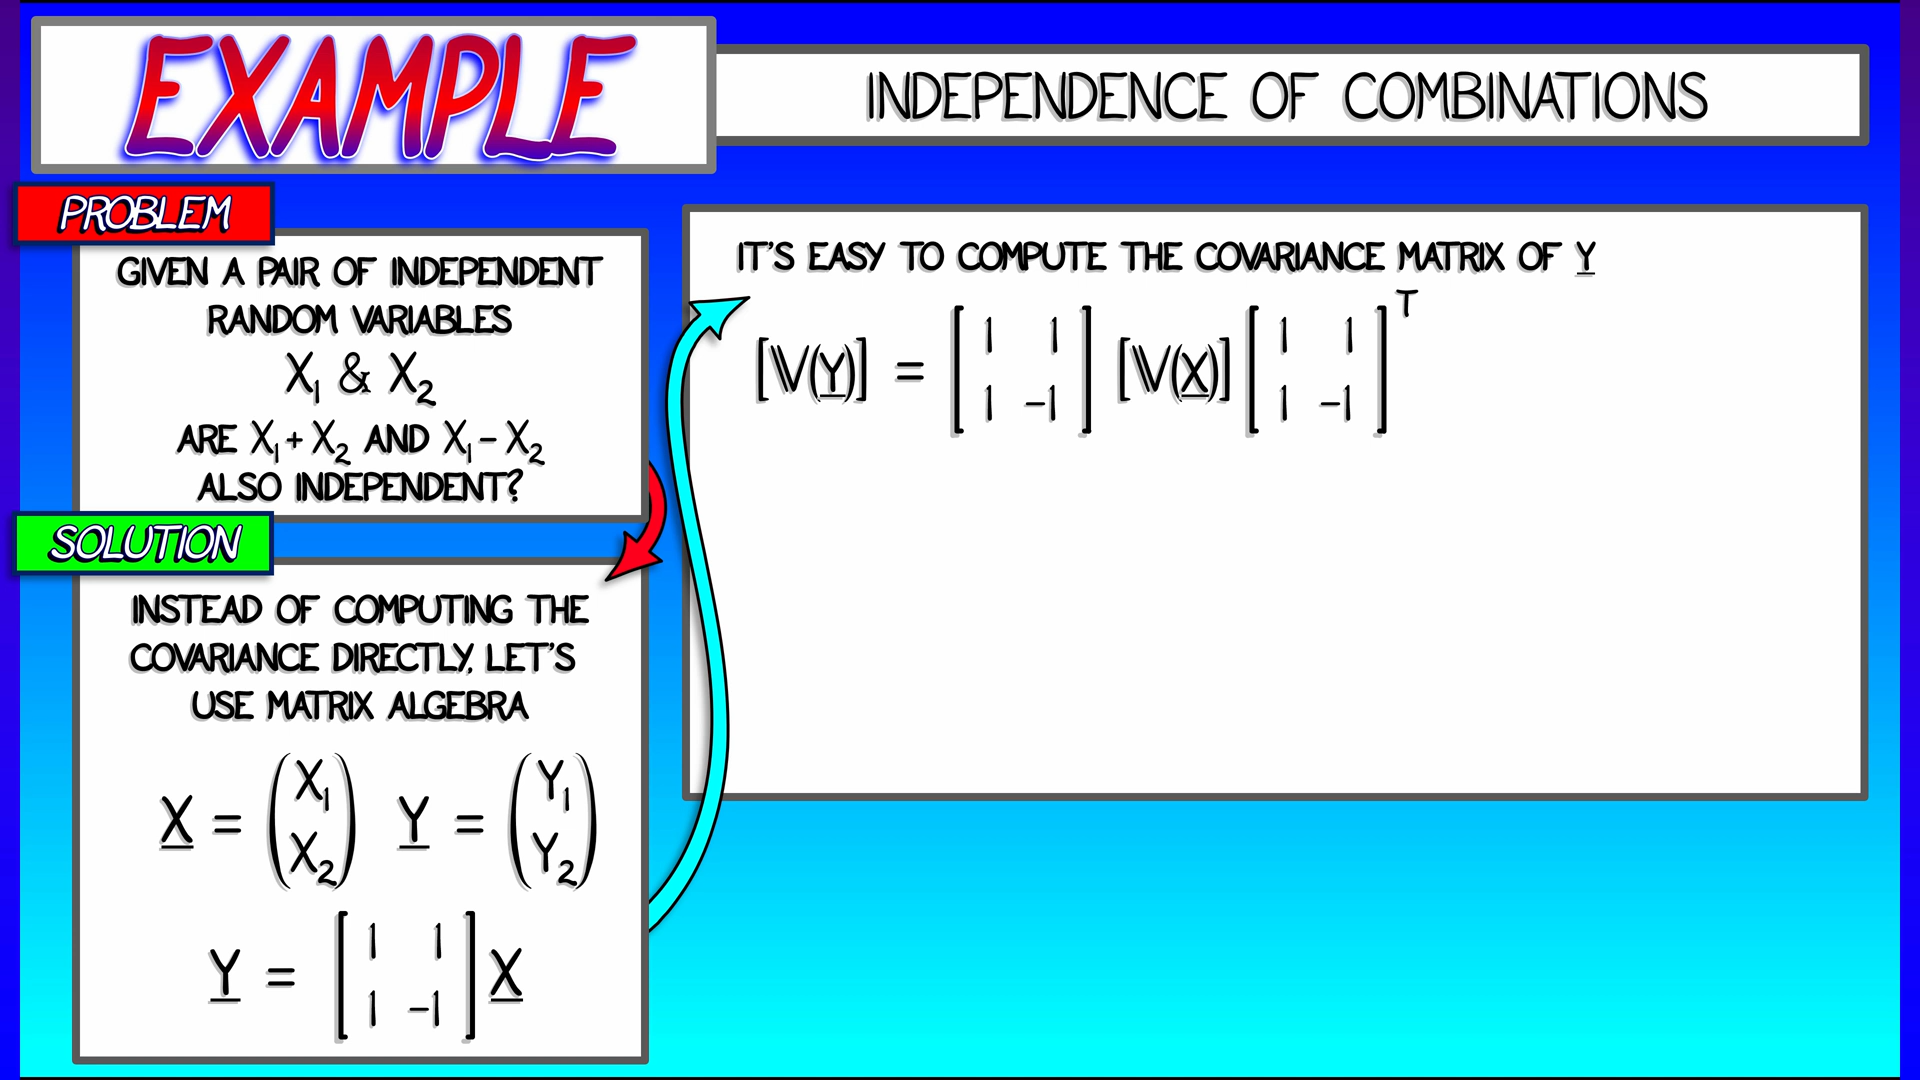 EXAMPLE
INDEPENDENCE OF COMBINATIONS
PROBLEM
GIVEN A PAIR OF INDEPENDENT
RANDOM VARIABLES
X₁ & X₂
ARE X₁ + X₂ AND X₁ − X₂
ALSO INDEPENDENT?
SOLUTION
INSTEAD OF COMPUTING THE
COVARIANCE DIRECTLY, LET'S
USE MATRIX ALGEBRA
X = (X₁ X₂) Y = (Y₁ Y₂)
Y = [1 1 1 −1] X
IT'S EASY TO COMPUTE THE COVARIANCE MATRIX OF Y
[𝕍(Y)] = [1 1 1 −1] [𝕍(X)] [1 1 1 −1]ᵀ